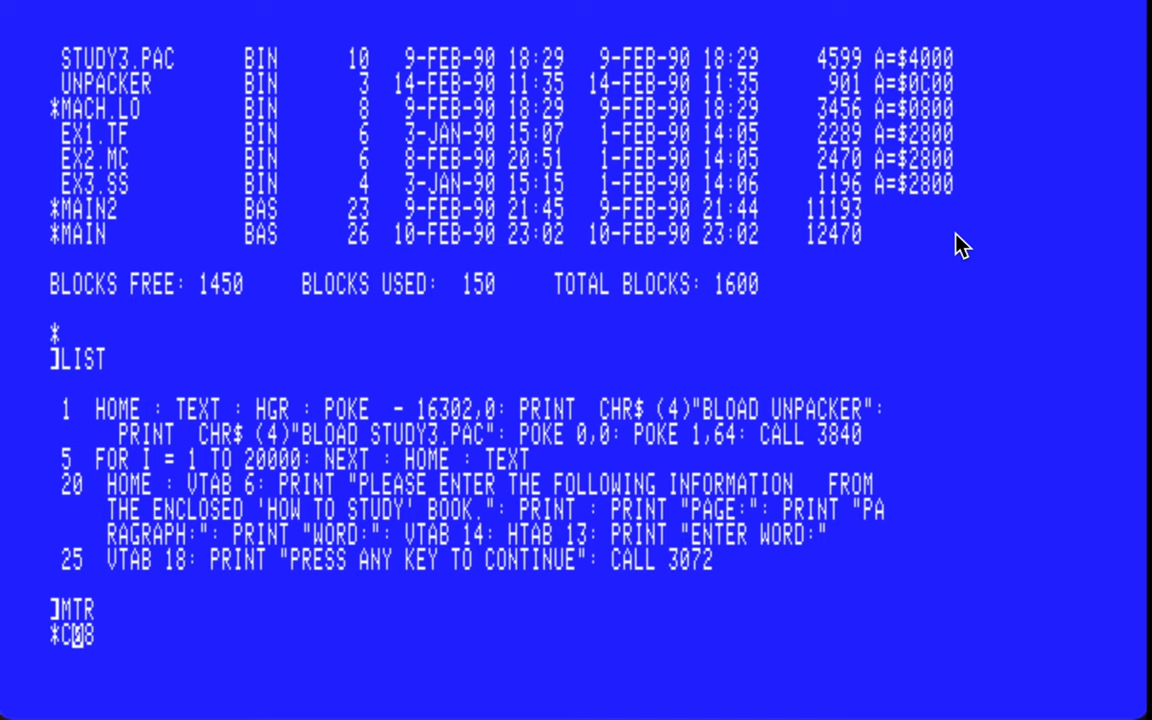 STUDY3.PAC BIN 10 9-FEB-90 18:29 9-FEB-90 18:29 4599 A=$4000
UNPACKER BIN 3 14-FEB-90 11:35 14-FEB-90 11:35 901 A=$0C00
*MACH.LO BIN 8 9-FEB-90 18:29 9-FEB-90 18:29 3456 A=$0800
EX1.TF BIN 6 3-JAN-90 15:07 1-FEB-90 14:05 2289 A=$2800
EX2.MC BIN 6 8-FEB-90 20:51 1-FEB-90 14:05 2470 A=$2800
EX3.SS BIN 4 3-JAN-90 15:15 1-FEB-90 14:06 1196 A=$2800
*MAIN2 BAS 23 9-FEB-90 21:45 9-FEB-90 21:44 11193
*MAIN BAS 26 10-FEB-90 23:02 10-FEB-90 23:02 12470
BLOCKS FREE: 1450 BLOCKS USED: 150 TOTAL BLOCKS: 1600
*
]LIST
1 HOME : TEXT : HGR : POKE - 16302,0: PRINT CHR$ (4)"BLOAD UNPACKER":
PRINT CHR$ (4)"BLOAD STUDY3.PAC": POKE 0,0: POKE 1,64: CALL 3840
5 FOR I = 1 TO 20000: NEXT : HOME : TEXT
20 HOME : VTAB 6: PRINT "PLEASE ENTER THE FOLLOWING INFORMATION FROM
THE ENCLOSED 'HOW TO STUDY' BOOK.": PRINT : PRINT "PAGE:": PRINT "PA
RAGRAPH:": PRINT "WORD:": VTAB 14: HTAB 13: PRINT "ENTER WORD:"
25 VTAB 18: PRINT "PRESS ANY KEY TO CONTINUE": CALL 3072
]MTR
*C08